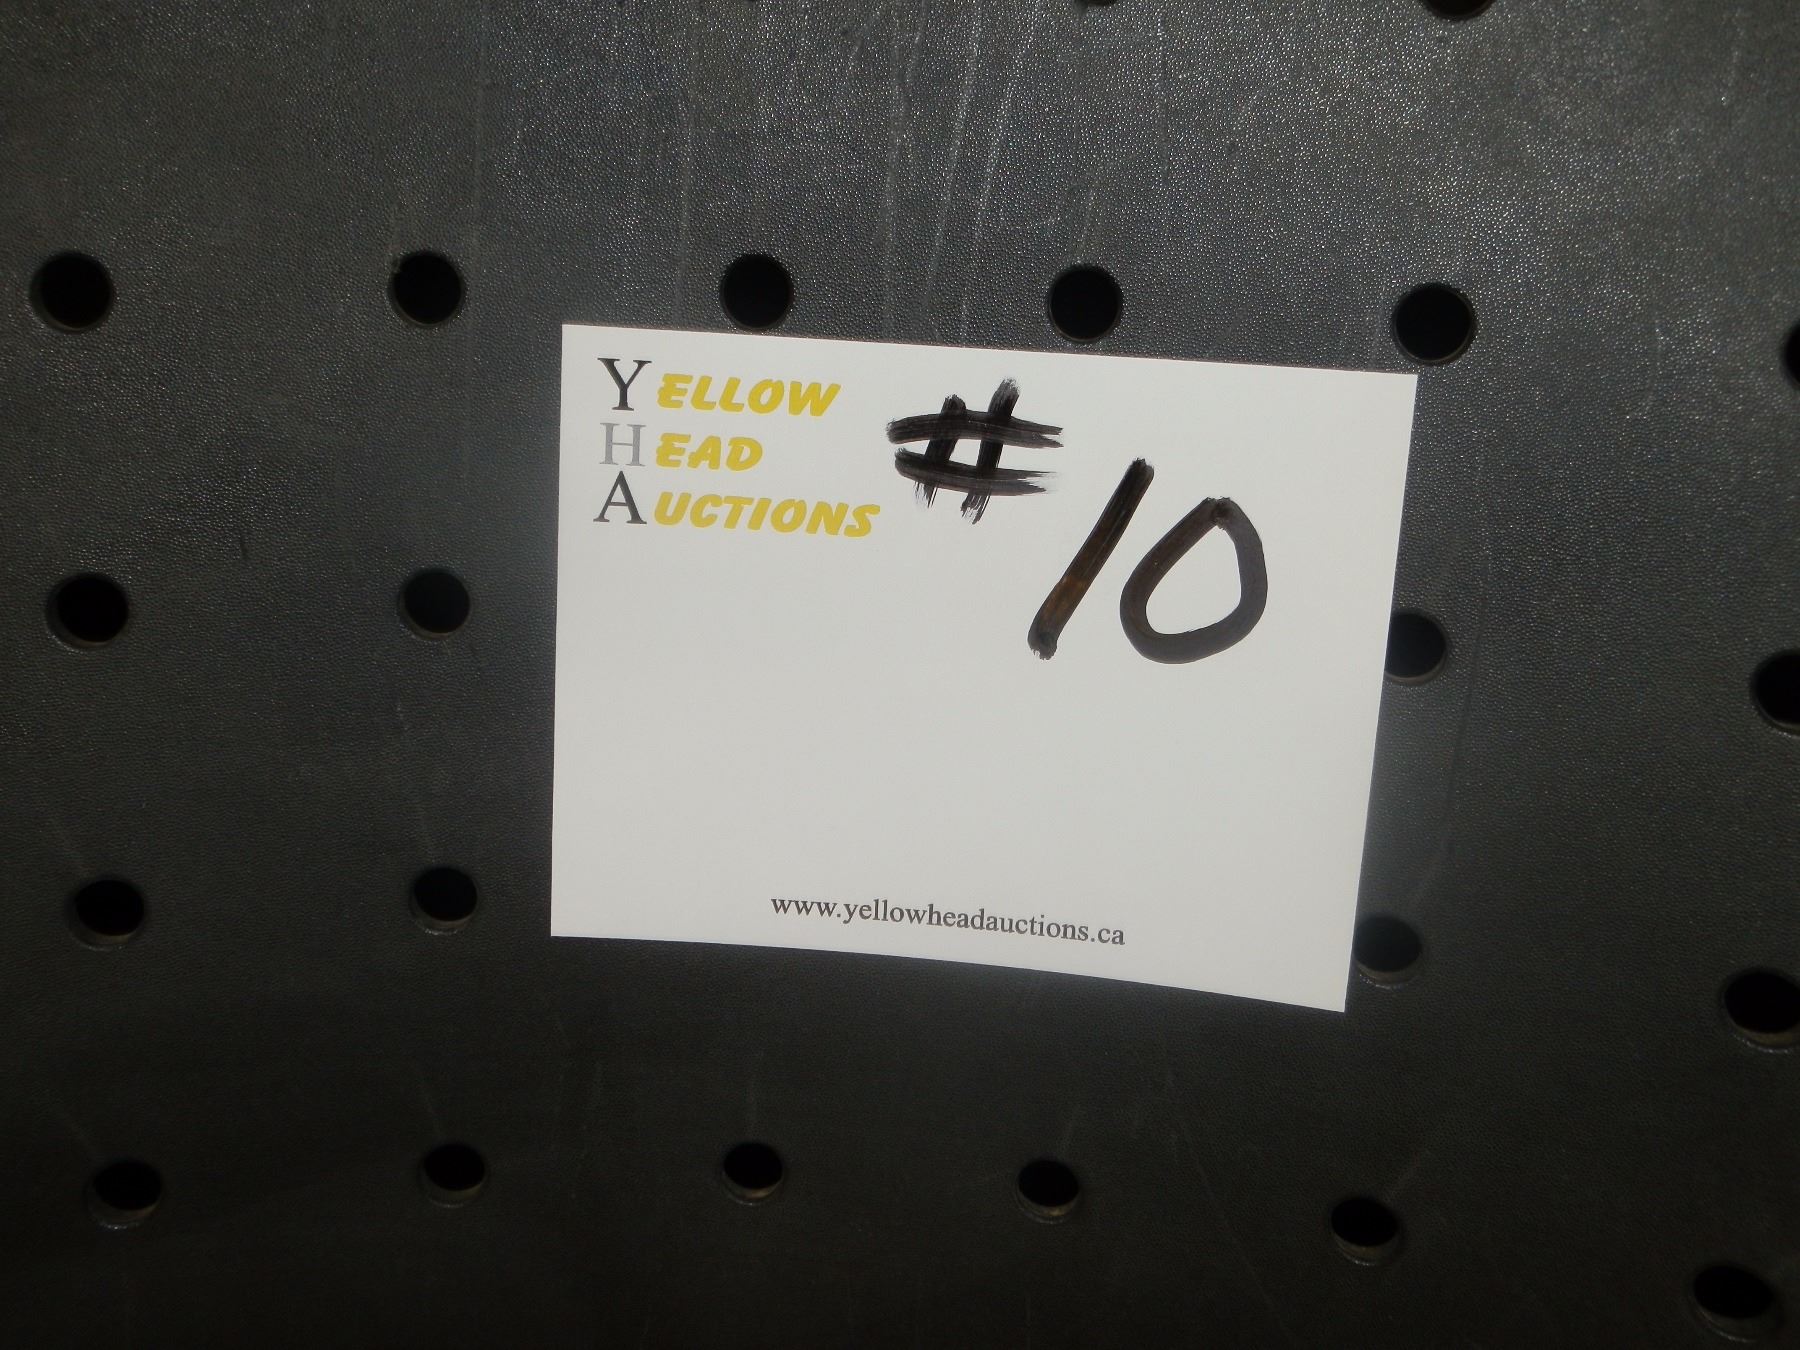 YELLOW
HEAD
AUCTIONS
#10
www.yellowheadauctions.ca